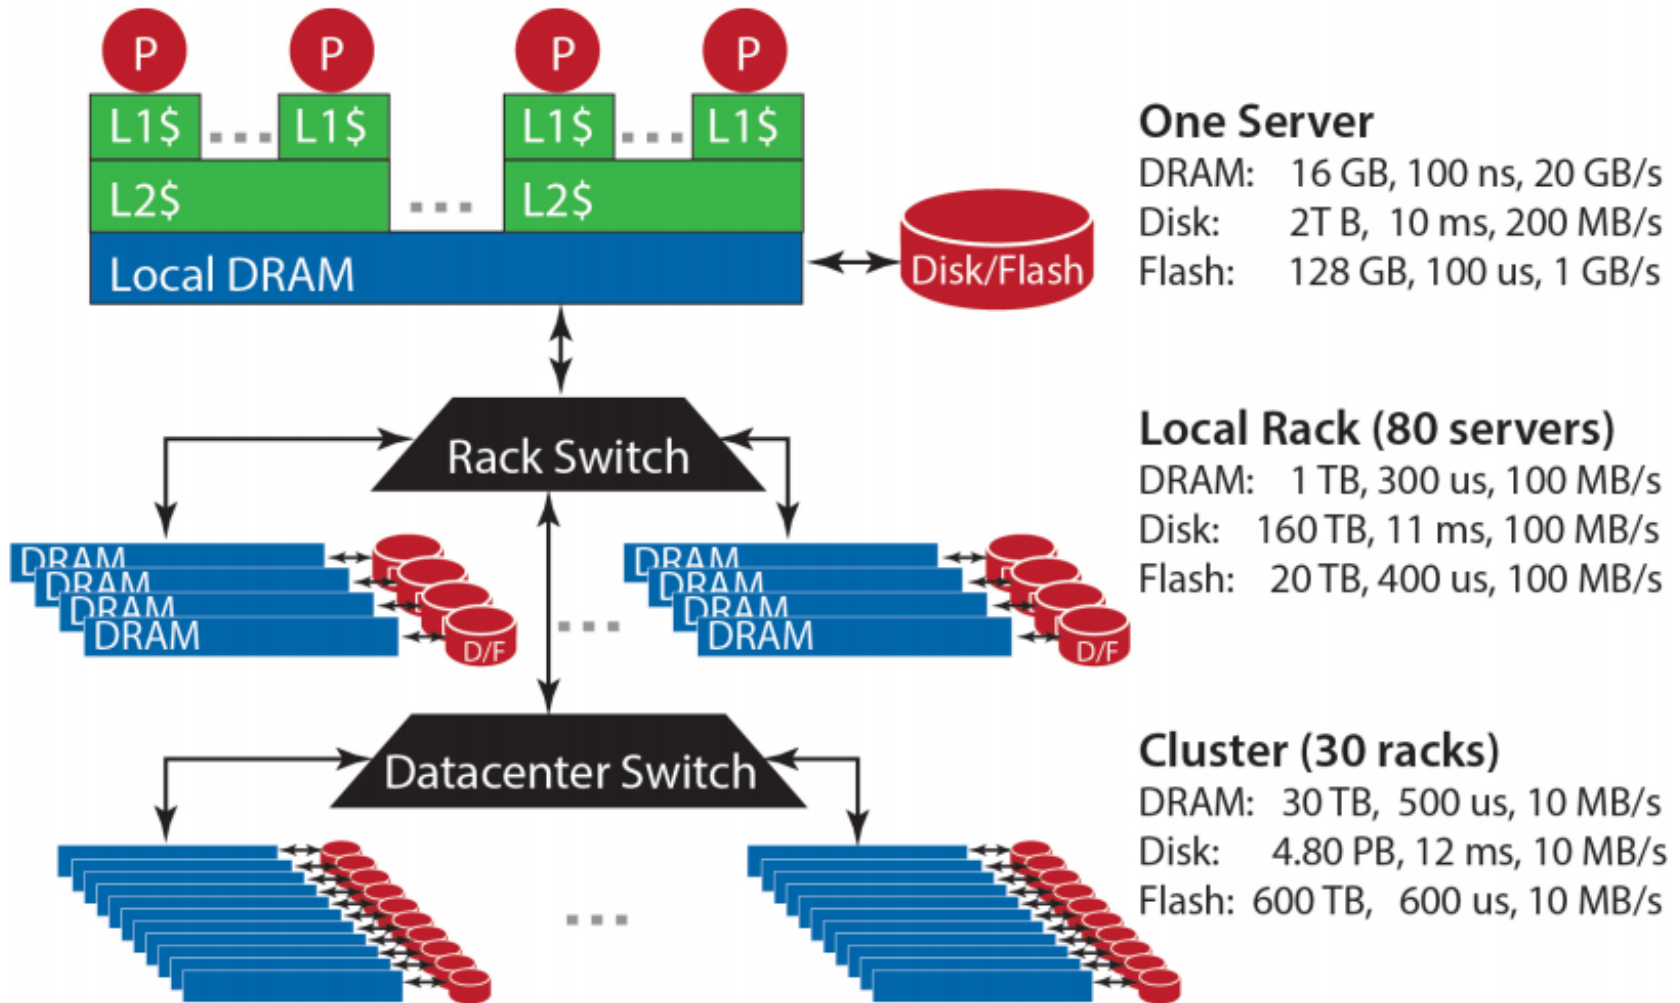 P P P P
L1$ L1$ L1$ L1$
L2$ L2$
Local DRAM
Disk/Flash
One Server
DRAM: 16 GB, 100 ns, 20 GB/s
Disk: 2T B, 10 ms, 200 MB/s
Flash: 128 GB, 100 us, 1 GB/s
Rack Switch
Local Rack (80 servers)
DRAM: 1 TB, 300 us, 100 MB/s
Disk: 160 TB, 11 ms, 100 MB/s
Flash: 20 TB, 400 us, 100 MB/s
DRAM DRAM
DRAM DRAM
DRAM DRAM
DRAM D/F DRAM D/F
Datacenter Switch
Cluster (30 racks)
DRAM: 30 TB, 500 us, 10 MB/s
Disk: 4.80 PB, 12 ms, 10 MB/s
Flash: 600 TB, 600 us, 10 MB/s